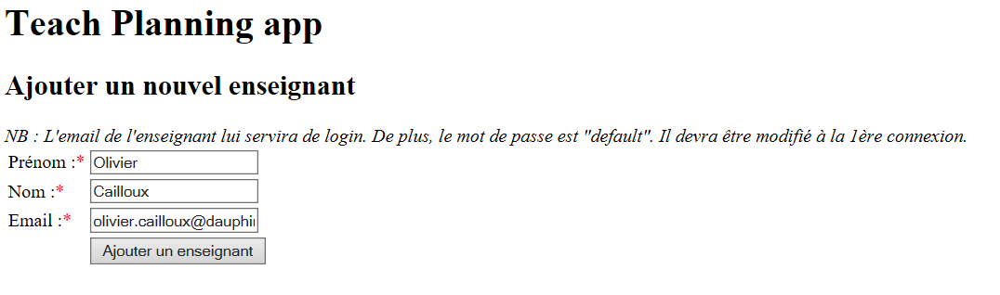 Teach Planning app
Ajouter un nouvel enseignant
NB : L'email de l'enseignant lui servira de login. De plus, le mot de passe est "default". Il devra être modifié à la 1ère connexion.
Prénom :* Olivier
Nom :* Cailloux
Email :* olivier.cailloux@dauphi
Ajouter un enseignant